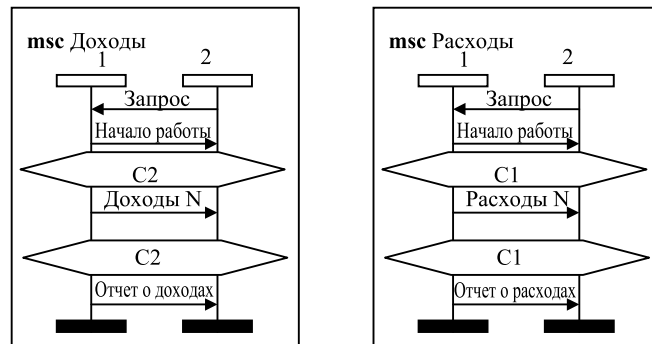 msc Доходы
1 2
Запрос
Начало работы
C2
Доходы N
C2
Отчет о доходах
msc Расходы
1 2
Запрос
Начало работы
C1
Расходы N
C1
Отчет о расходах